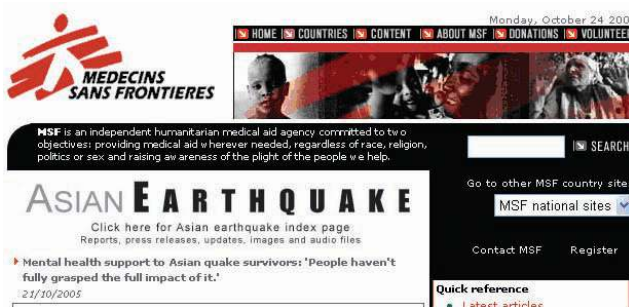 Monday, October 24 200
HOME COUNTRIES CONTENT ABOUT MSF DONATIONS VOLUNTEER
MEDECINS
SANS FRONTIERES
MSF is an independent humanitarian medical aid agency committed to two
objectives: providing medical aid wherever needed, regardless of race, religion,
politics or sex and raising awareness of the plight of the people we help.
SEARCH
Go to other MSF country site
MSF national sites
Contact MSF Register
ASIAN EARTHQUAKE
Click here for Asian earthquake index page
Reports, press releases, updates, images and audio files
Mental health support to Asian quake survivors: 'People haven't
fully grasped the full impact of it.'
21/10/2005
Quick reference
Latest articles